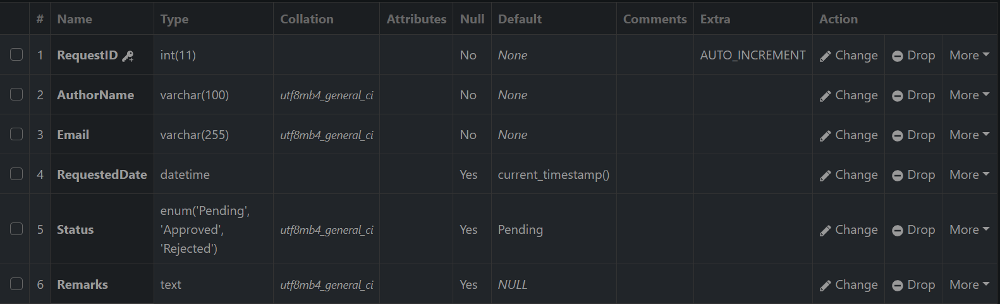 # Name Type Collation Attributes Null Default Comments Extra Action
1 RequestID int(11) No None AUTO_INCREMENT Change Drop More
2 AuthorName varchar(100) utf8mb4_general_ci No None Change Drop More
3 Email varchar(255) utf8mb4_general_ci No None Change Drop More
4 RequestedDate datetime Yes current_timestamp() Change Drop More
enum('Pending',
5 Status 'Approved', utf8mb4_general_ci Yes Pending Change Drop More
'Rejected')
6 Remarks text utf8mb4_general_ci Yes NULL Change Drop More